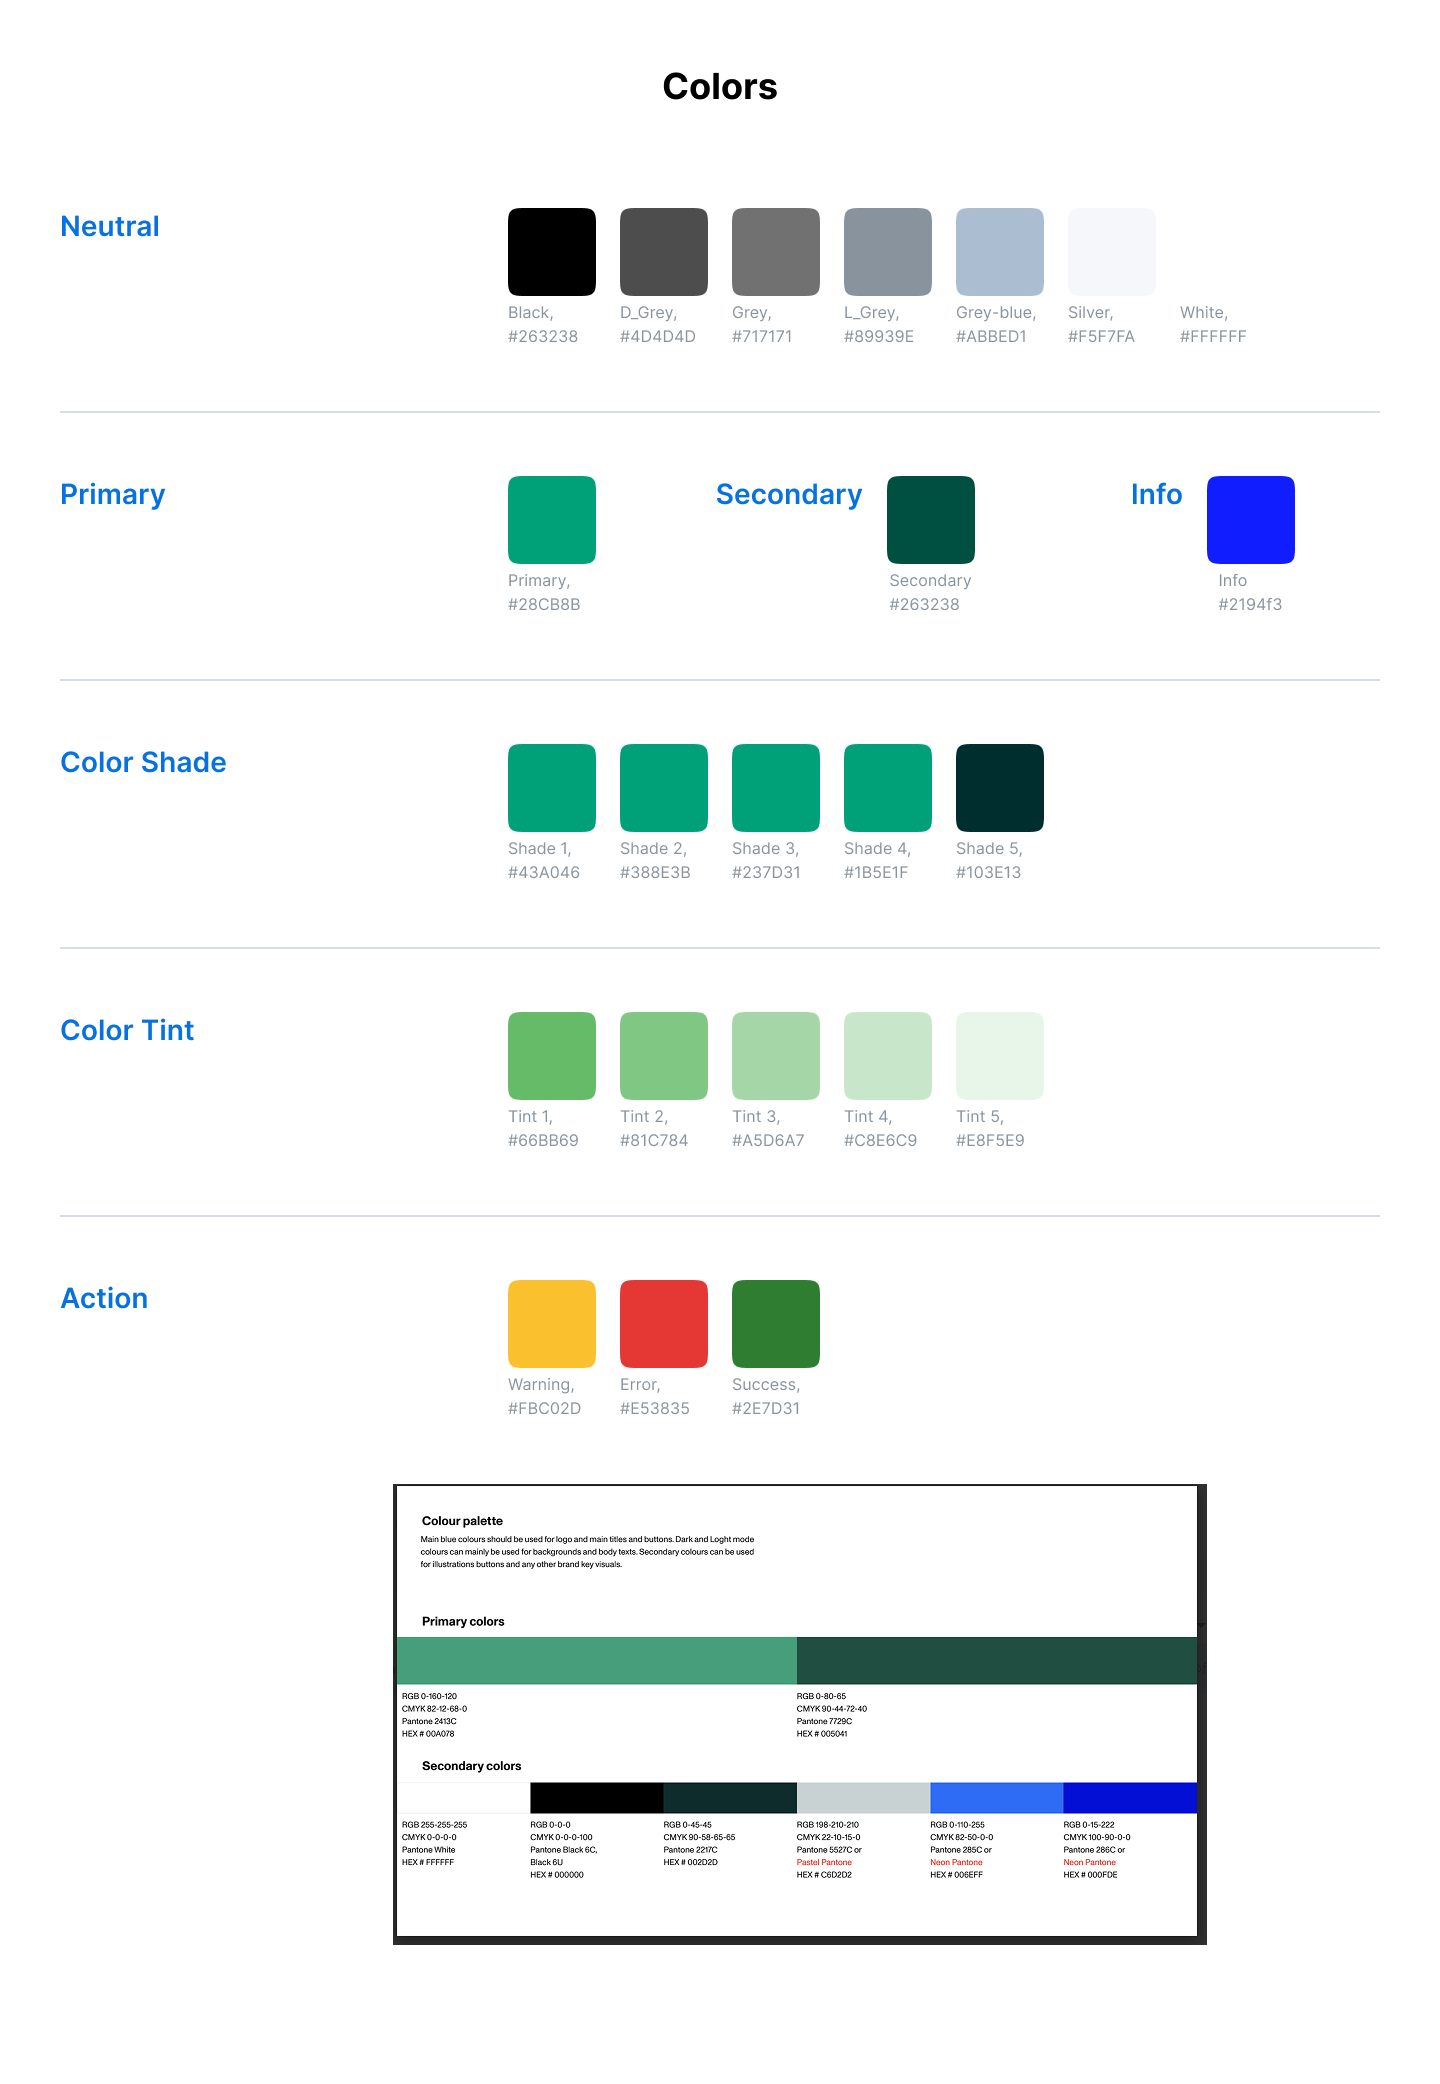 Colors
Neutral
Black,
#263238
D_Grey,
#4D4D4D
Grey,
#717171
L_Grey,
#89939E
Grey-blue,
#ABBED1
Silver,
#F5F7FA
White,
#FFFFFF
Primary
Primary,
#28CB8B
Secondary
Secondary
#263238
Info
Info
#2194f3
Color Shade
Shade 1,
#43A046
Shade 2,
#388E3B
Shade 3,
#237D31
Shade 4,
#1B5E1F
Shade 5,
#103E13
Color Tint
Tint 1,
#66BB69
Tint 2,
#81C784
Tint 3,
#A5D6A7
Tint 4,
#C8E6C9
Tint 5,
#E8F5E9
Action
Warning,
#FBC02D
Error,
#E53835
Success,
#2E7D31
Colour palette
Main blue colours should be used for logo and main titles and buttons. Dark and Loght mode
colours can mainly be used for backgrounds and body texts. Secondary colours can be used
for illustrations buttons and any other brand key visuals.
Primary colors
RGB 0-160-120
CMYK 82-12-68-0
Pantone 2413C
HEX # 00A078
RGB 0-80-65
CMYK 90-44-72-40
Pantone 7729C
HEX # 005041
Secondary colors
RGB 255-255-255
CMYK 0-0-0-0
Pantone White
HEX # FFFFFF
RGB 0-0-0
CMYK 0-0-0-100
Pantone Black 6C,
Black 6U
HEX # 000000
RGB 0-45-45
CMYK 90-58-65-65
Pantone 2217C
HEX # 002D2D
RGB 198-210-210
CMYK 22-10-15-0
Pantone 5527C or
Pastel Pantone
HEX # C6D2D2
RGB 0-110-255
CMYK 82-50-0-0
Pantone 285C or
Neon Pantone
HEX # 006EFF
RGB 0-15-222
CMYK 100-90-0-0
Pantone 286C or
Neon Pantone
HEX # 000FDE